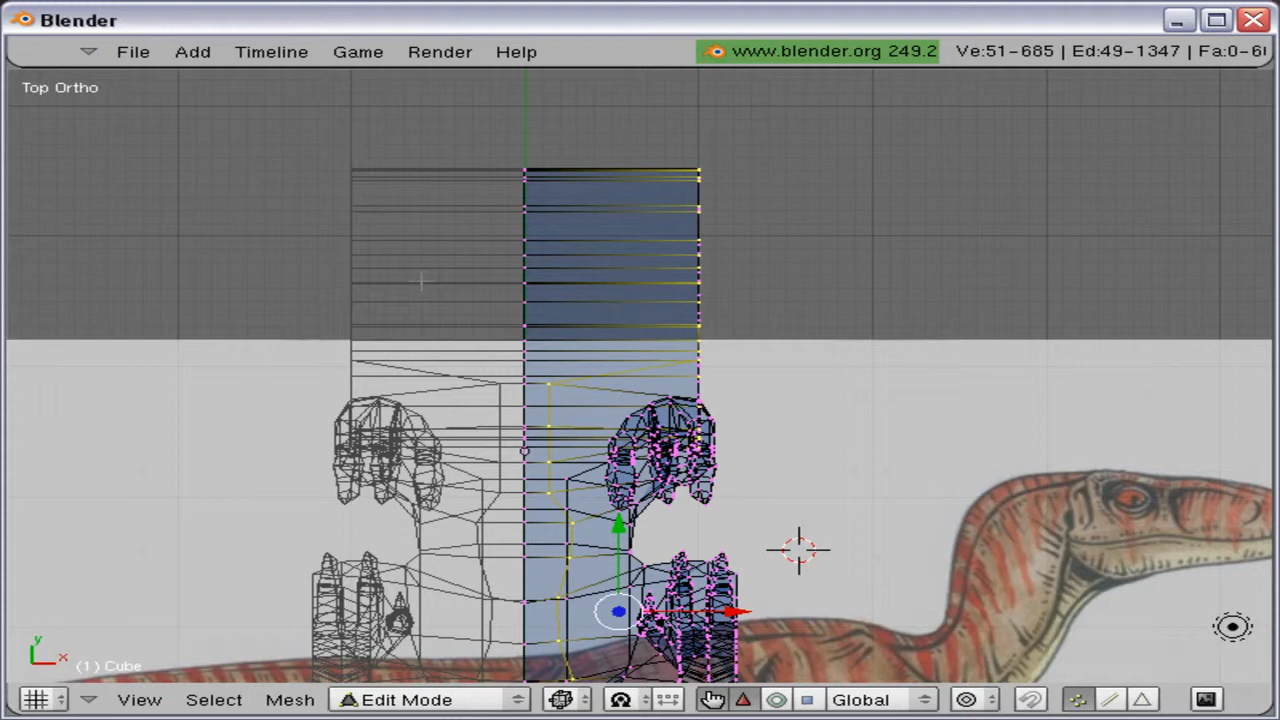 Blender
File Add Timeline Game Render Help www.blender.org 249.2 Ve:51-685 | Ed:49-1347 | Fa:0-6
Top Ortho
y
x
(1) Cube
View Select Mesh Edit Mode Global